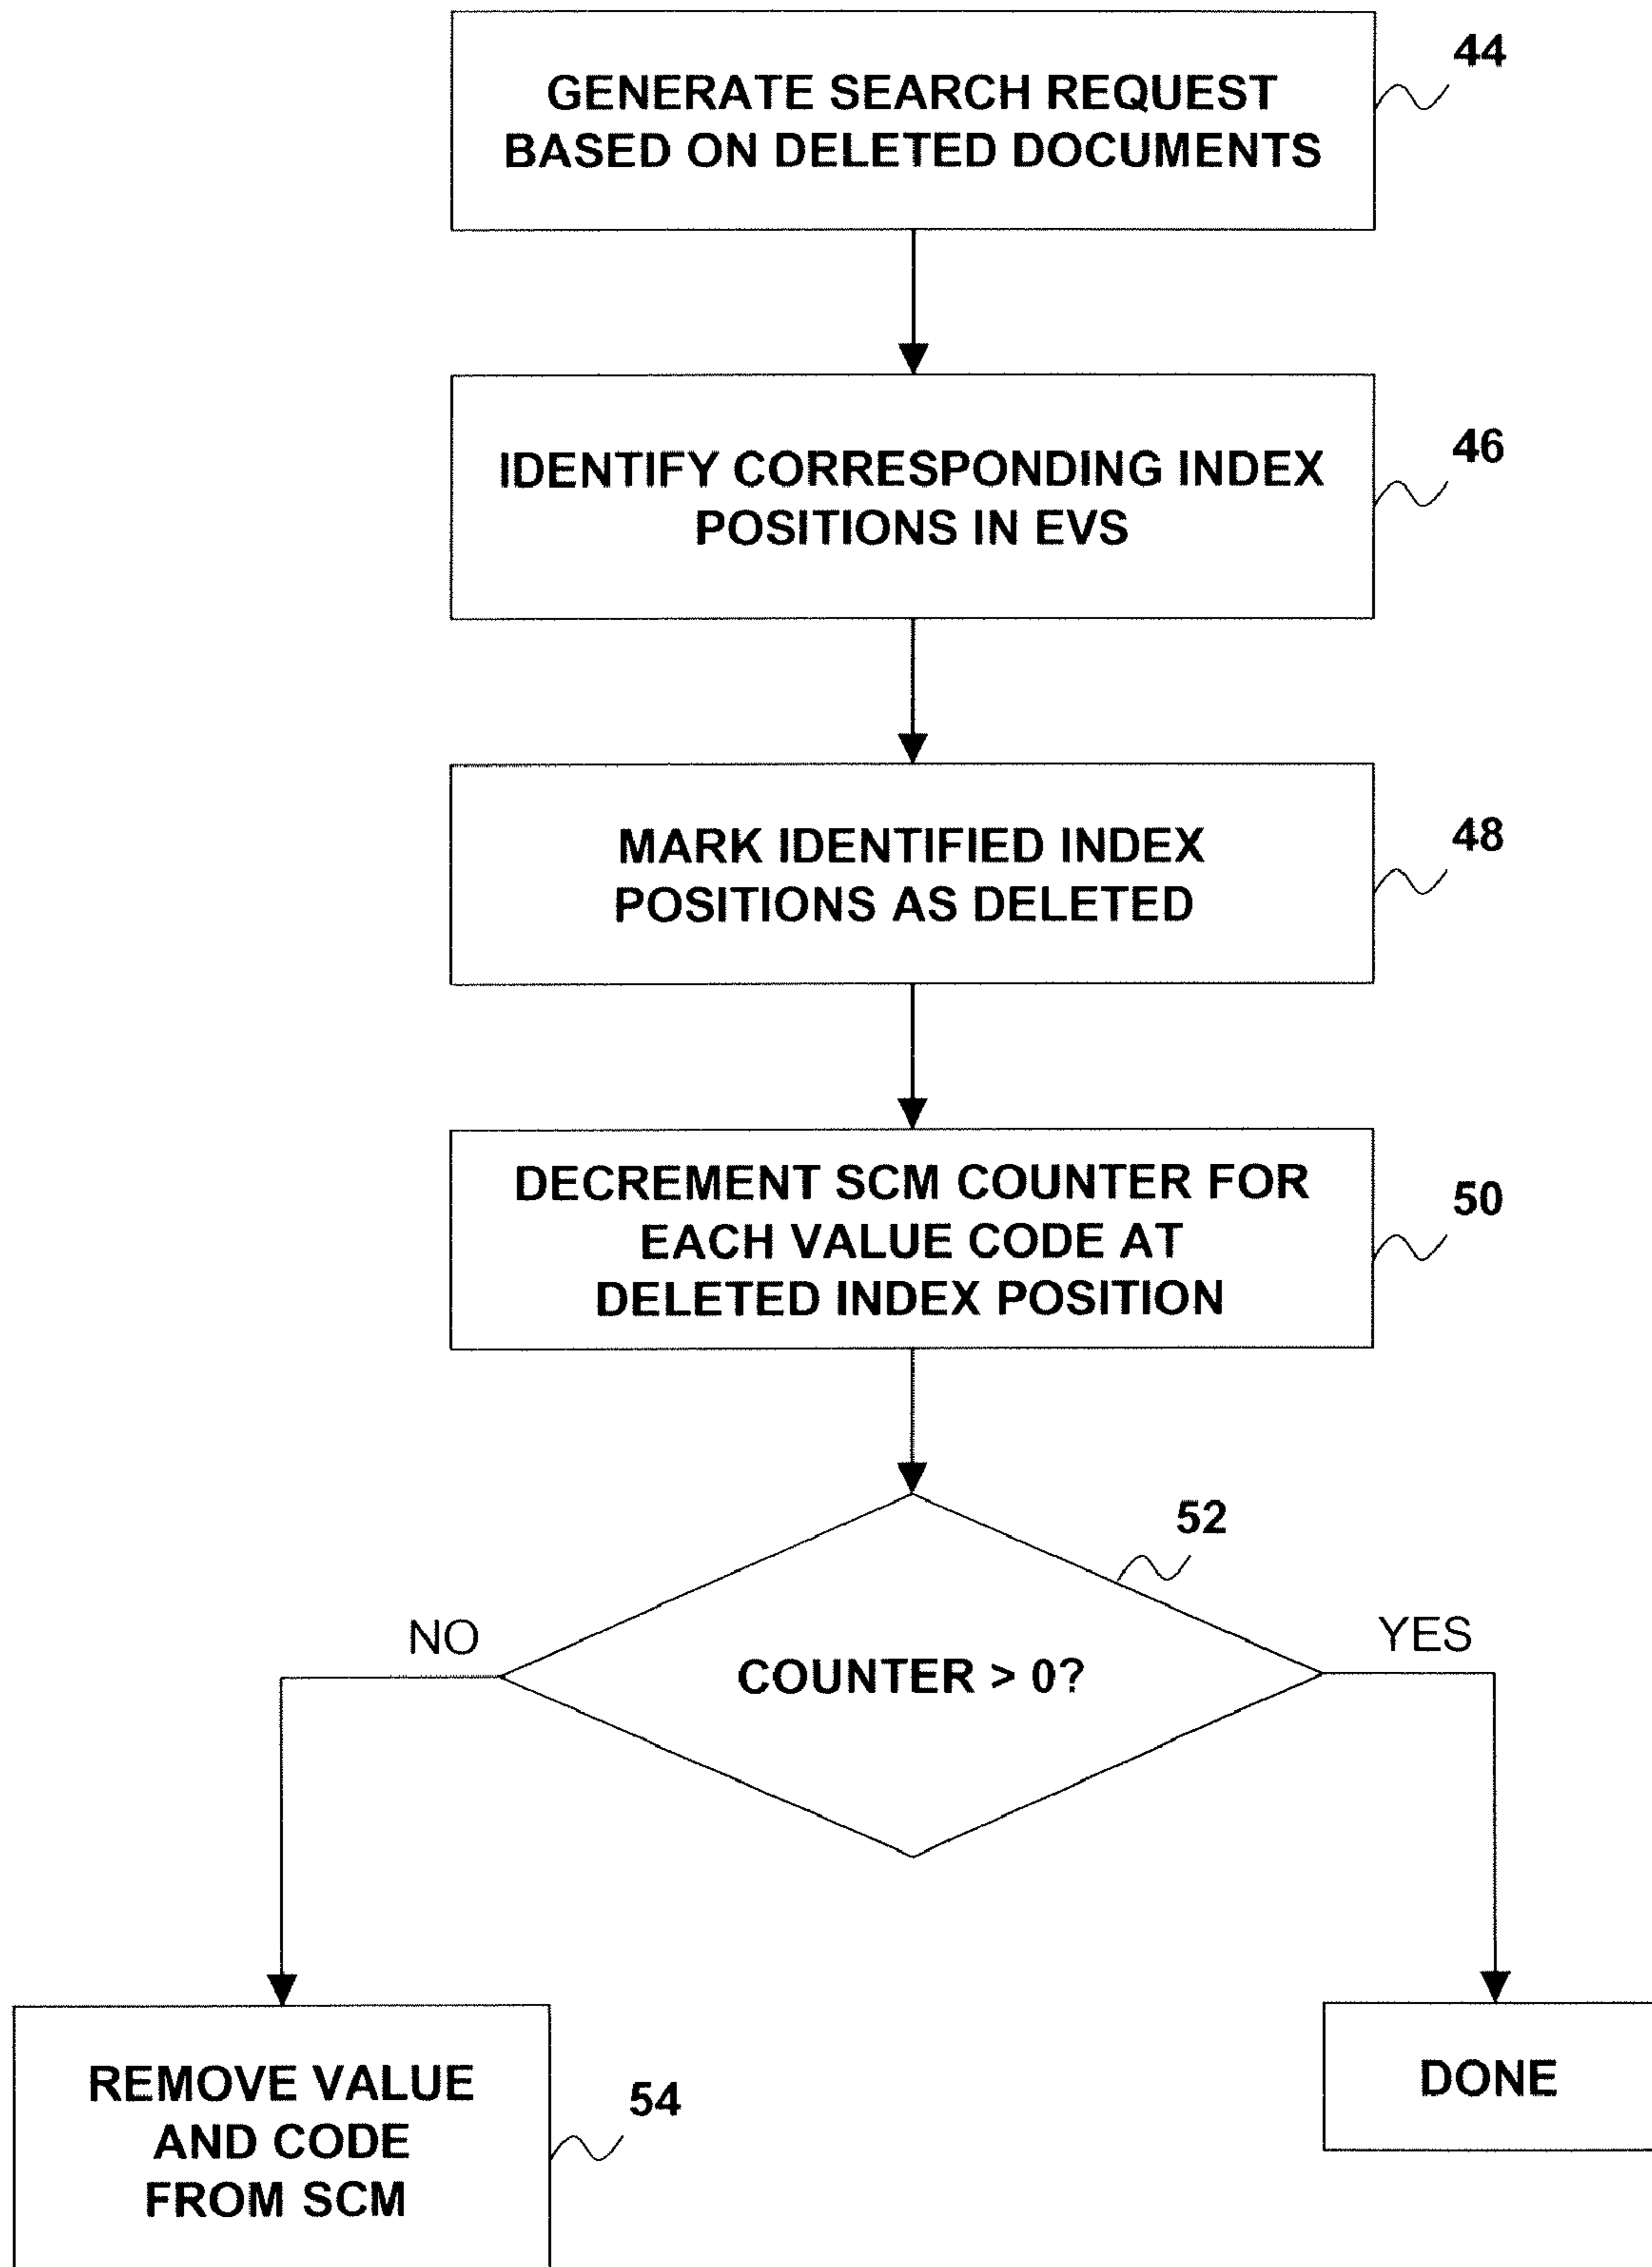 44
GENERATE SEARCH REQUEST
BASED ON DELETED DOCUMENTS
46
IDENTIFY CORRESPONDING INDEX
POSITIONS IN EVS
48
MARK IDENTIFIED INDEX
POSITIONS AS DELETED
50
DECREMENT SCM COUNTER FOR
EACH VALUE CODE AT
DELETED INDEX POSITION
52
NO
YES
COUNTER > 0?
REMOVE VALUE
AND CODE
FROM SCM
54
DONE